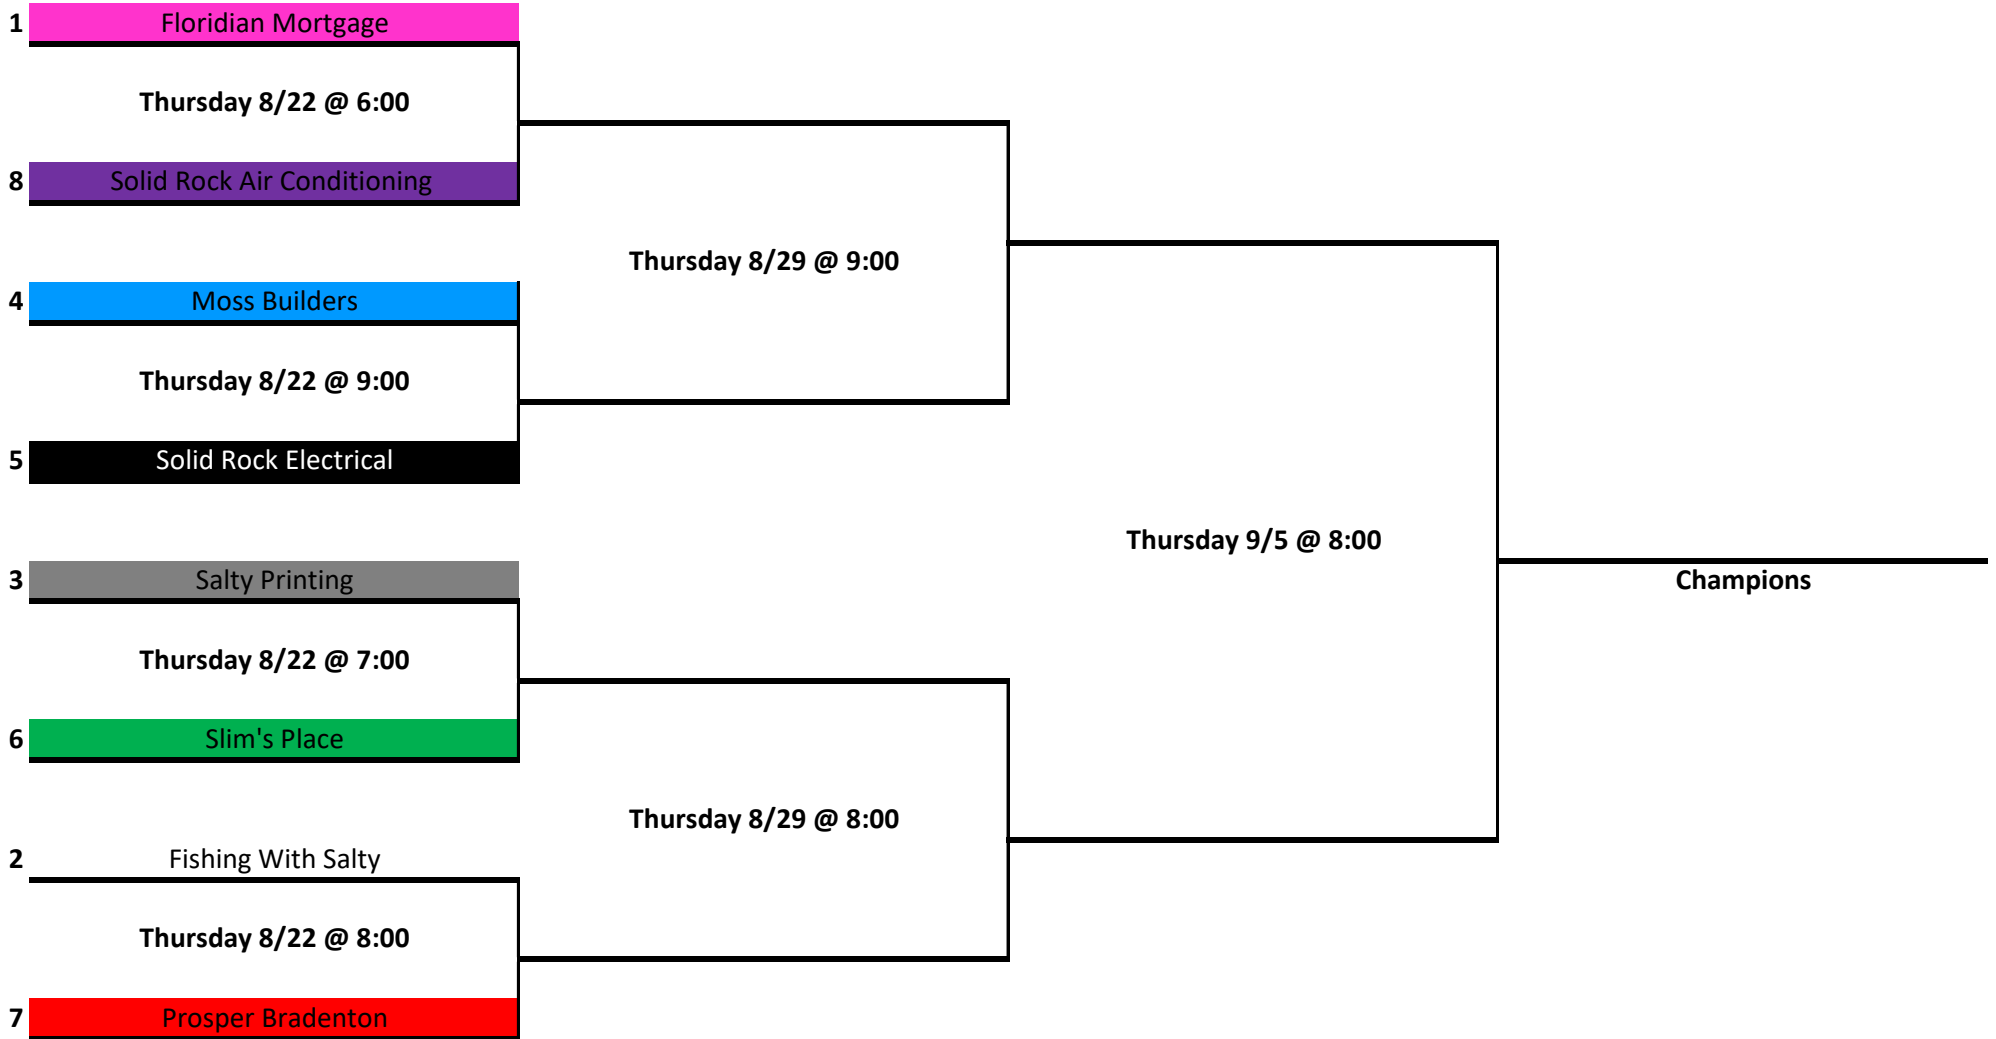 1 Floridian Mortgage
Thursday 8/22 @ 6:00
8 Solid Rock Air Conditioning
Thursday 8/29 @ 9:00
4 Moss Builders
Thursday 8/22 @ 9:00
5 Solid Rock Electrical
Thursday 9/5 @ 8:00
3 Salty Printing
Champions
Thursday 8/22 @ 7:00
6 Slim's Place
Thursday 8/29 @ 8:00
2 Fishing With Salty
Thursday 8/22 @ 8:00
7 Prosper Bradenton